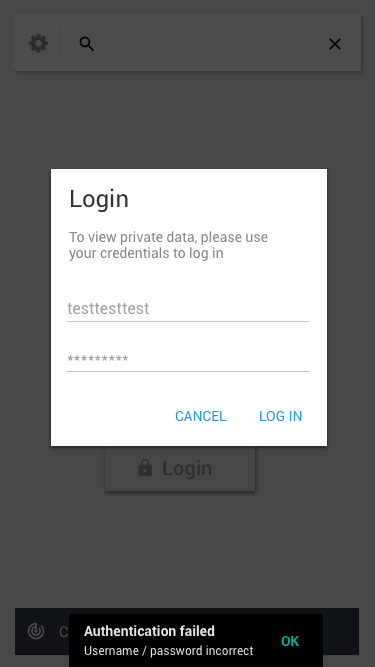 Login
To view private data, please use
your credentials to log in
testtesttest
*********
CANCEL LOG IN
Login
C
Authentication failed
Username / password incorrect
OK